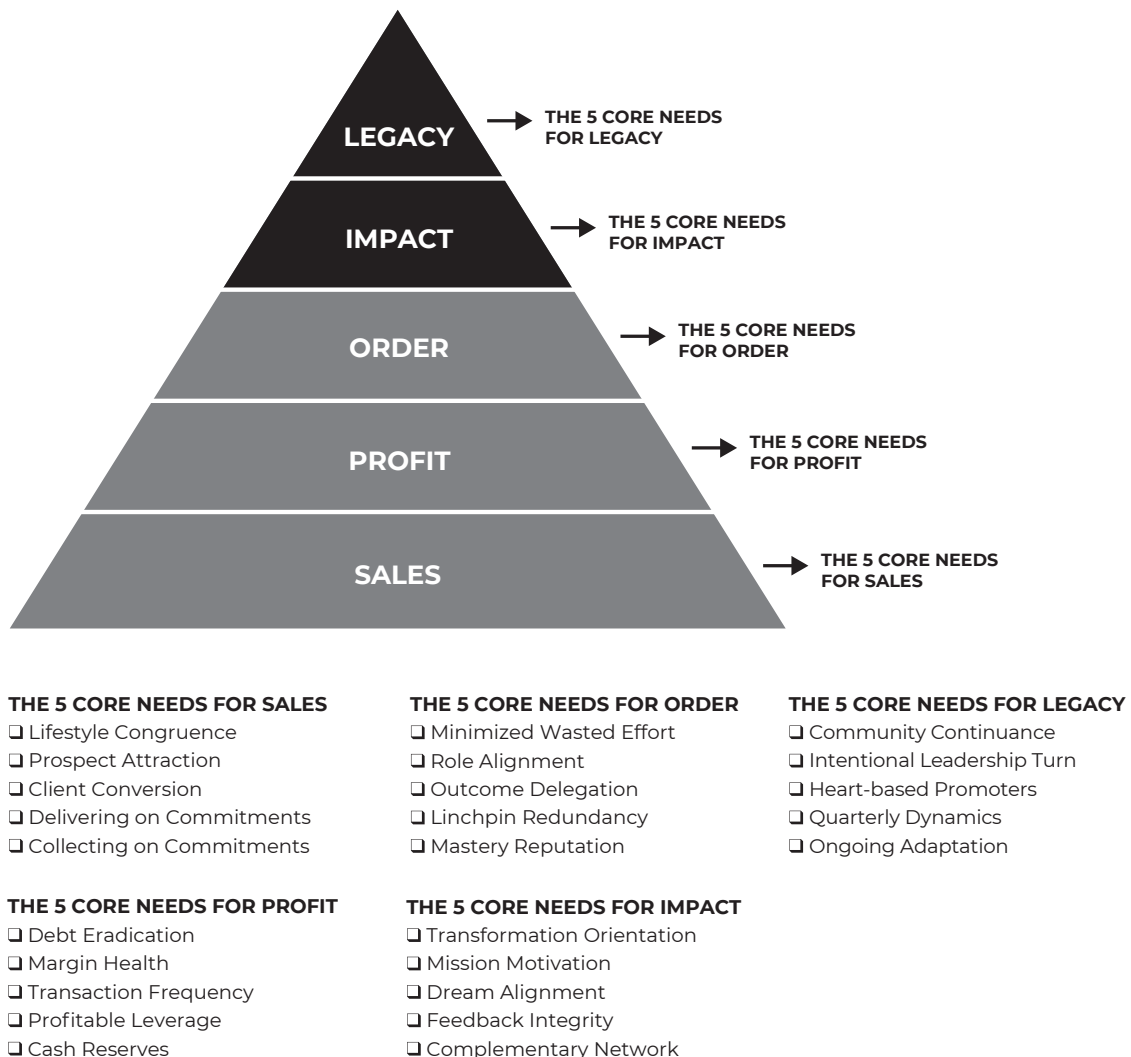 LEGACY
THE 5 CORE NEEDS
FOR LEGACY
IMPACT
THE 5 CORE NEEDS
FOR IMPACT
ORDER
THE 5 CORE NEEDS
FOR ORDER
PROFIT
THE 5 CORE NEEDS
FOR PROFIT
SALES
THE 5 CORE NEEDS
FOR SALES
THE 5 CORE NEEDS FOR SALES
❑ Lifestyle Congruence
❑ Prospect Attraction
❑ Client Conversion
❑ Delivering on Commitments
❑ Collecting on Commitments
THE 5 CORE NEEDS FOR PROFIT
❑ Debt Eradication
❑ Margin Health
❑ Transaction Frequency
❑ Profitable Leverage
❑ Cash Reserves
THE 5 CORE NEEDS FOR ORDER
❑ Minimized Wasted Effort
❑ Role Alignment
❑ Outcome Delegation
❑ Linchpin Redundancy
❑ Mastery Reputation
THE 5 CORE NEEDS FOR IMPACT
❑ Transformation Orientation
❑ Mission Motivation
❑ Dream Alignment
❑ Feedback Integrity
❑ Complementary Network
THE 5 CORE NEEDS FOR LEGACY
❑ Community Continuance
❑ Intentional Leadership Turn
❑ Heart-based Promoters
❑ Quarterly Dynamics
❑ Ongoing Adaptation